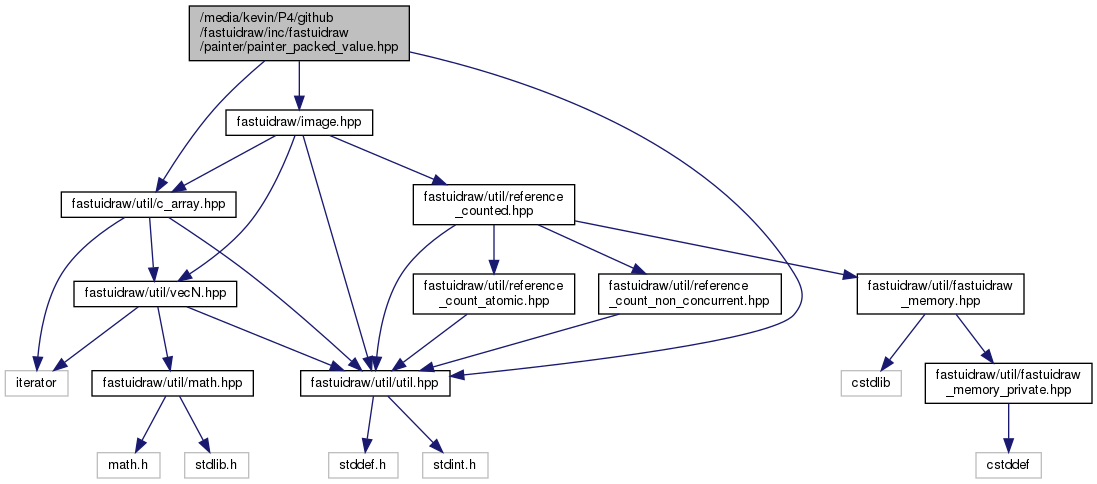 /media/kevin/P4/github
/fastuidraw/inc/fastuidraw
/painter/painter_packed_value.hpp
fastuidraw/image.hpp
fastuidraw/util/c_array.hpp
fastuidraw/util/reference
_counted.hpp
fastuidraw/util/vecN.hpp
fastuidraw/util/reference
_count_atomic.hpp
fastuidraw/util/reference
_count_non_concurrent.hpp
fastuidraw/util/fastuidraw
_memory.hpp
iterator
fastuidraw/util/math.hpp
fastuidraw/util/util.hpp
cstdlib
fastuidraw/util/fastuidraw
_memory_private.hpp
math.h
stdlib.h
stddef.h
stdint.h
cstddef